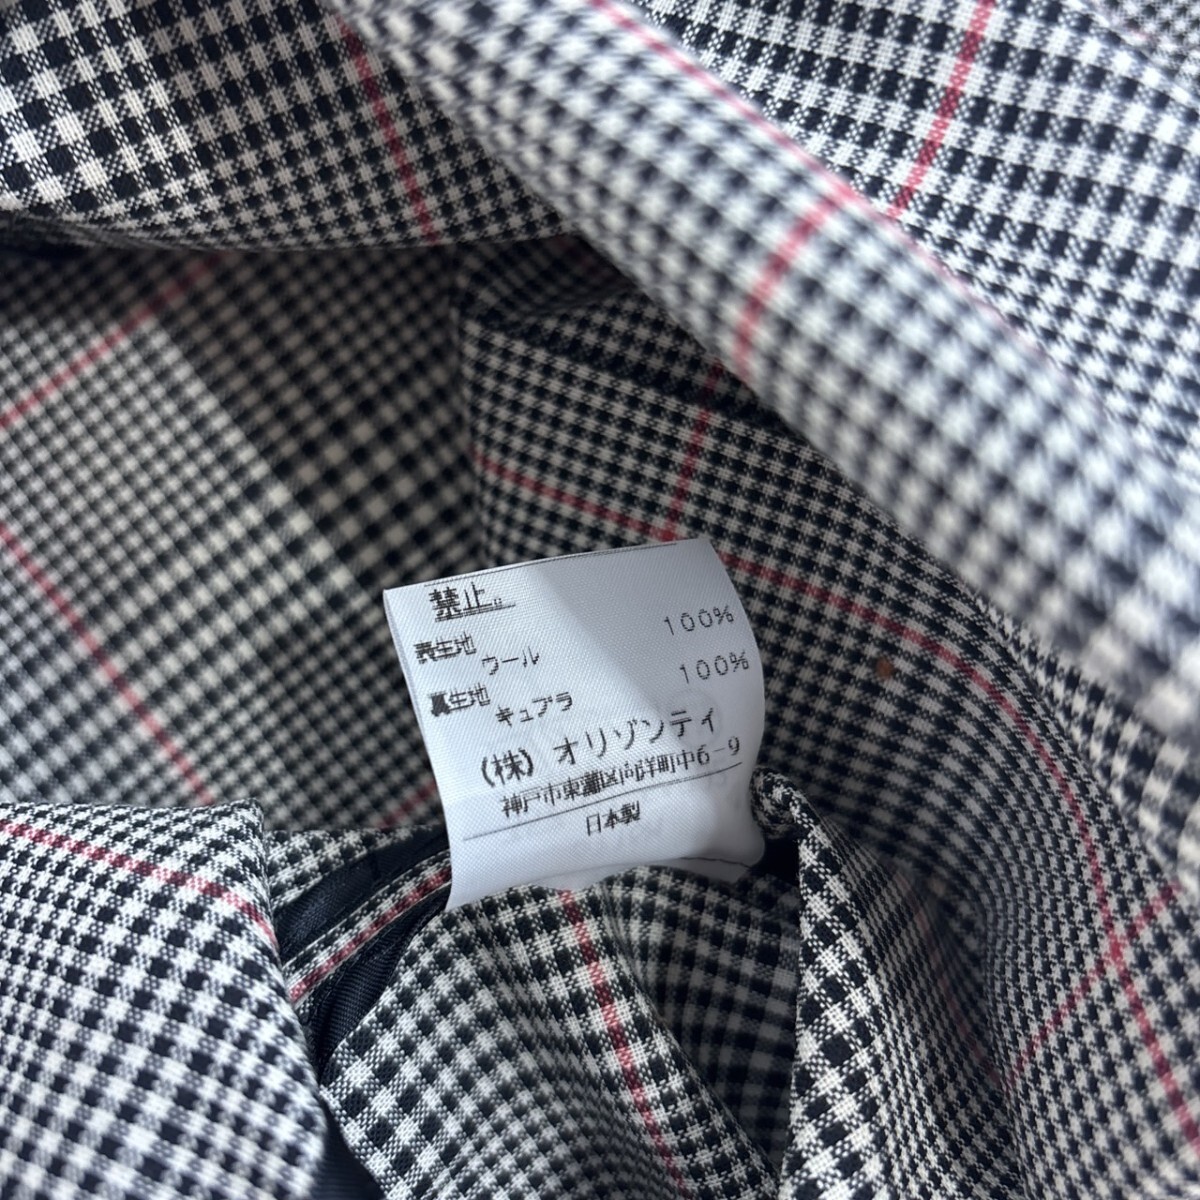 禁止。
表生地
ウール 100%
裏生地
キュプラ 100%
(株) オリゾンティ
神戸市東灘区向洋町中6-9
日本製